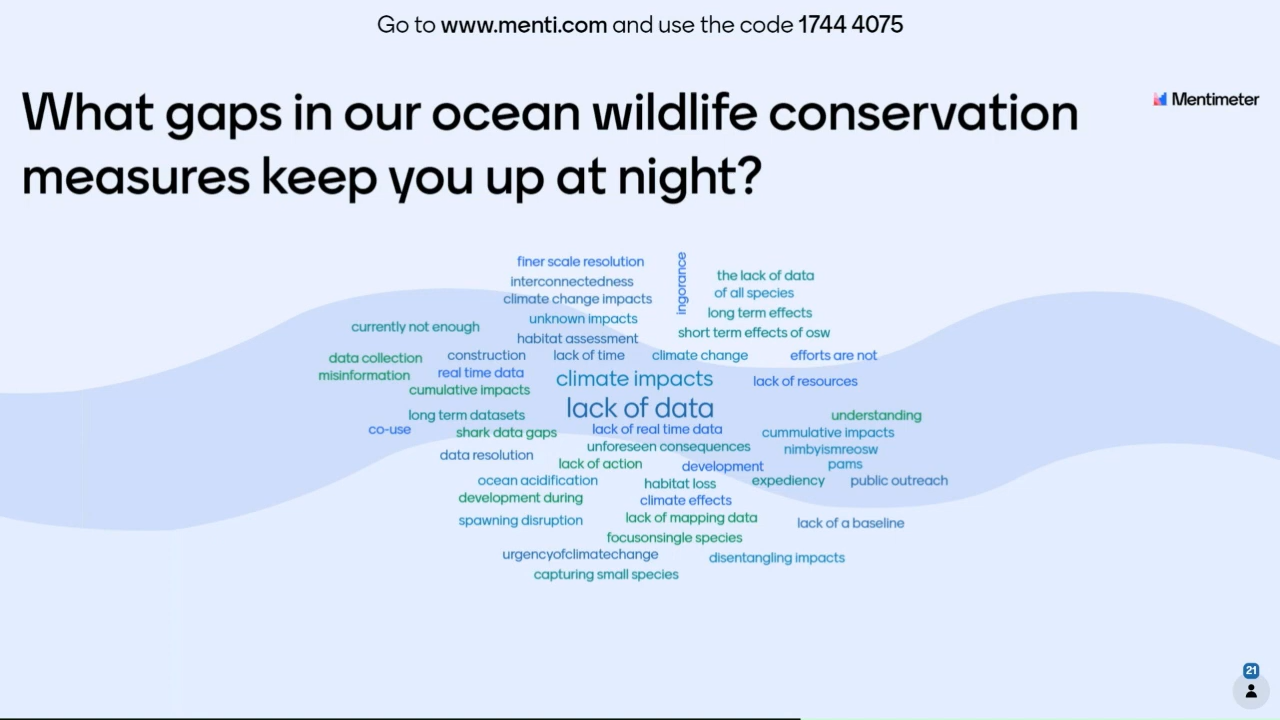 Go to www.menti.com and use the code 1744 4075
What gaps in our ocean wildlife conservation
measures keep you up at night?
Mentimeter
finer scale resolution
ingorance
the lack of data
interconnectedness
of all species
climate change impacts
long term effects
unknown impacts
currently not enough
short term effects of osw
habitat assessment
data collection
construction
lack of time
climate change
efforts are not
misinformation
real time data
climate impacts
lack of resources
cumulative impacts
lack of data
long term datasets
understanding
co-use
shark data gaps
lack of real time data
cummulative impacts
unforeseen consequences
nimbyismreosw
data resolution
lack of action
development
pams
ocean acidification
habitat loss
expediency
public outreach
development during
climate effects
spawning disruption
lack of mapping data
lack of a baseline
focusonsingle species
urgencyofclimatechange
disentangling impacts
capturing small species
21